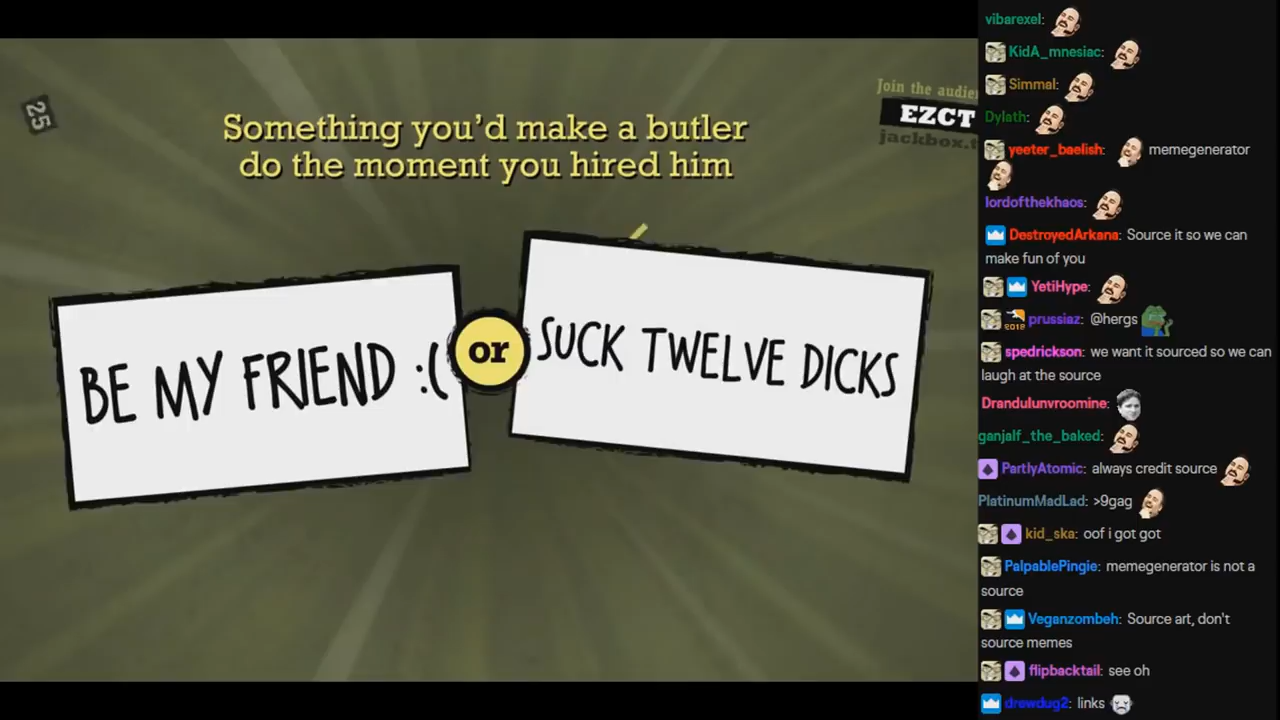 25
Something you'd make a butler
do the moment you hired him
Join the audien
EZCT
jackbox.t
BE MY FRIEND :(
or
SUCK TWELVE DICKS
vibarexel:
KidA_mnesiac:
Simmal:
Dylath:
yeeter_baelish: memegenerator
lordofthekhaos:
DestroyedArkana: Source it so we can
make fun of you
YetiHype:
2018 prussiaz: @hergs
spedrickson: we want it sourced so we can
laugh at the source
Drandulunvroomine:
ganjalf_the_baked:
PartlyAtomic: always credit source
PlatinumMadLad: >9gag
kid_ska: oof i got got
PalpablePingie: memegenerator is not a
source
Veganzombeh: Source art, don't
source memes
flipbacktail: see oh
drewdug2: links